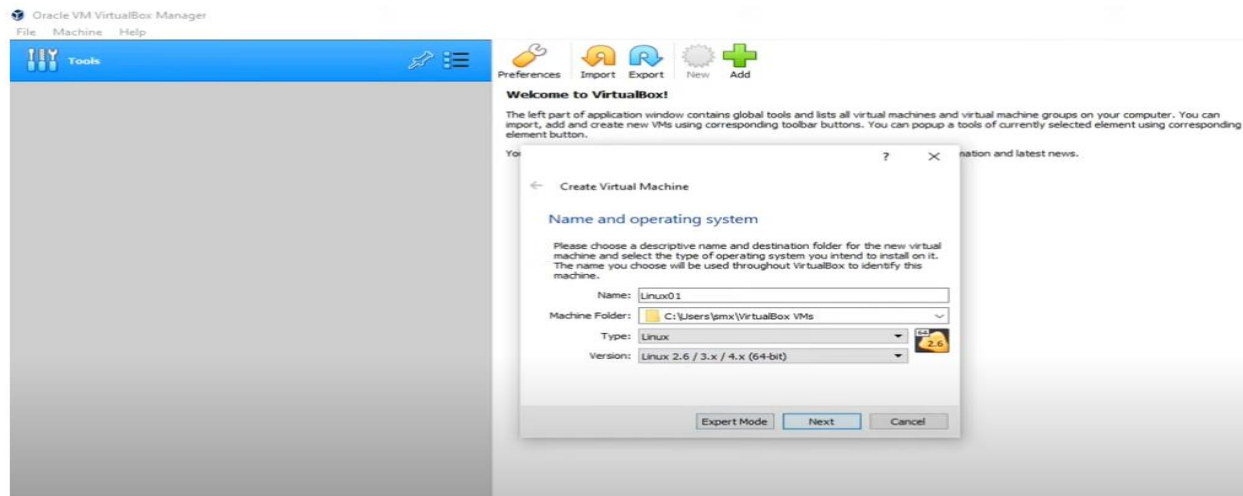 Oracle VM VirtualBox Manager
File Machine Help
Tools
Preferences Import Export New Add
Welcome to VirtualBox!
The left part of application window contains global tools and lists all virtual machines and virtual machine groups on your computer. You can
import, add and create new VMs using corresponding toolbar buttons. You can popup a tools of currently selected element using corresponding
element button.
nation and latest news.
? ×
Create Virtual Machine
Name and operating system
Please choose a descriptive name and destination folder for the new virtual
machine and select the type of operating system you intend to install on it.
The name you choose will be used throughout VirtualBox to identify this
machine.
Name: Linux01
Machine Folder: C:\Users\smx\VirtualBox VMs
Type: Linux
64
2.6
Version: Linux 2.6 / 3.x / 4.x (64-bit)
Expert Mode Next Cancel